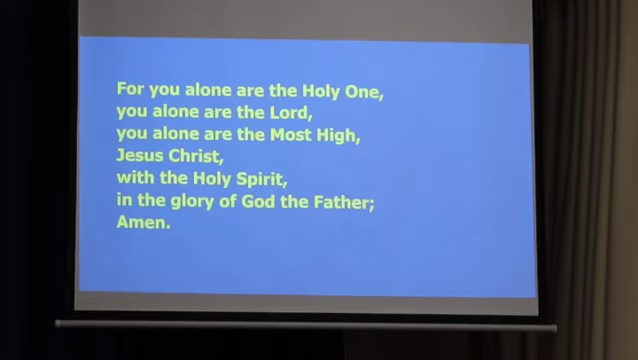 For you alone are the Holy One,
you alone are the Lord,
you alone are the Most High,
Jesus Christ,
with the Holy Spirit,
in the glory of God the Father;
Amen.